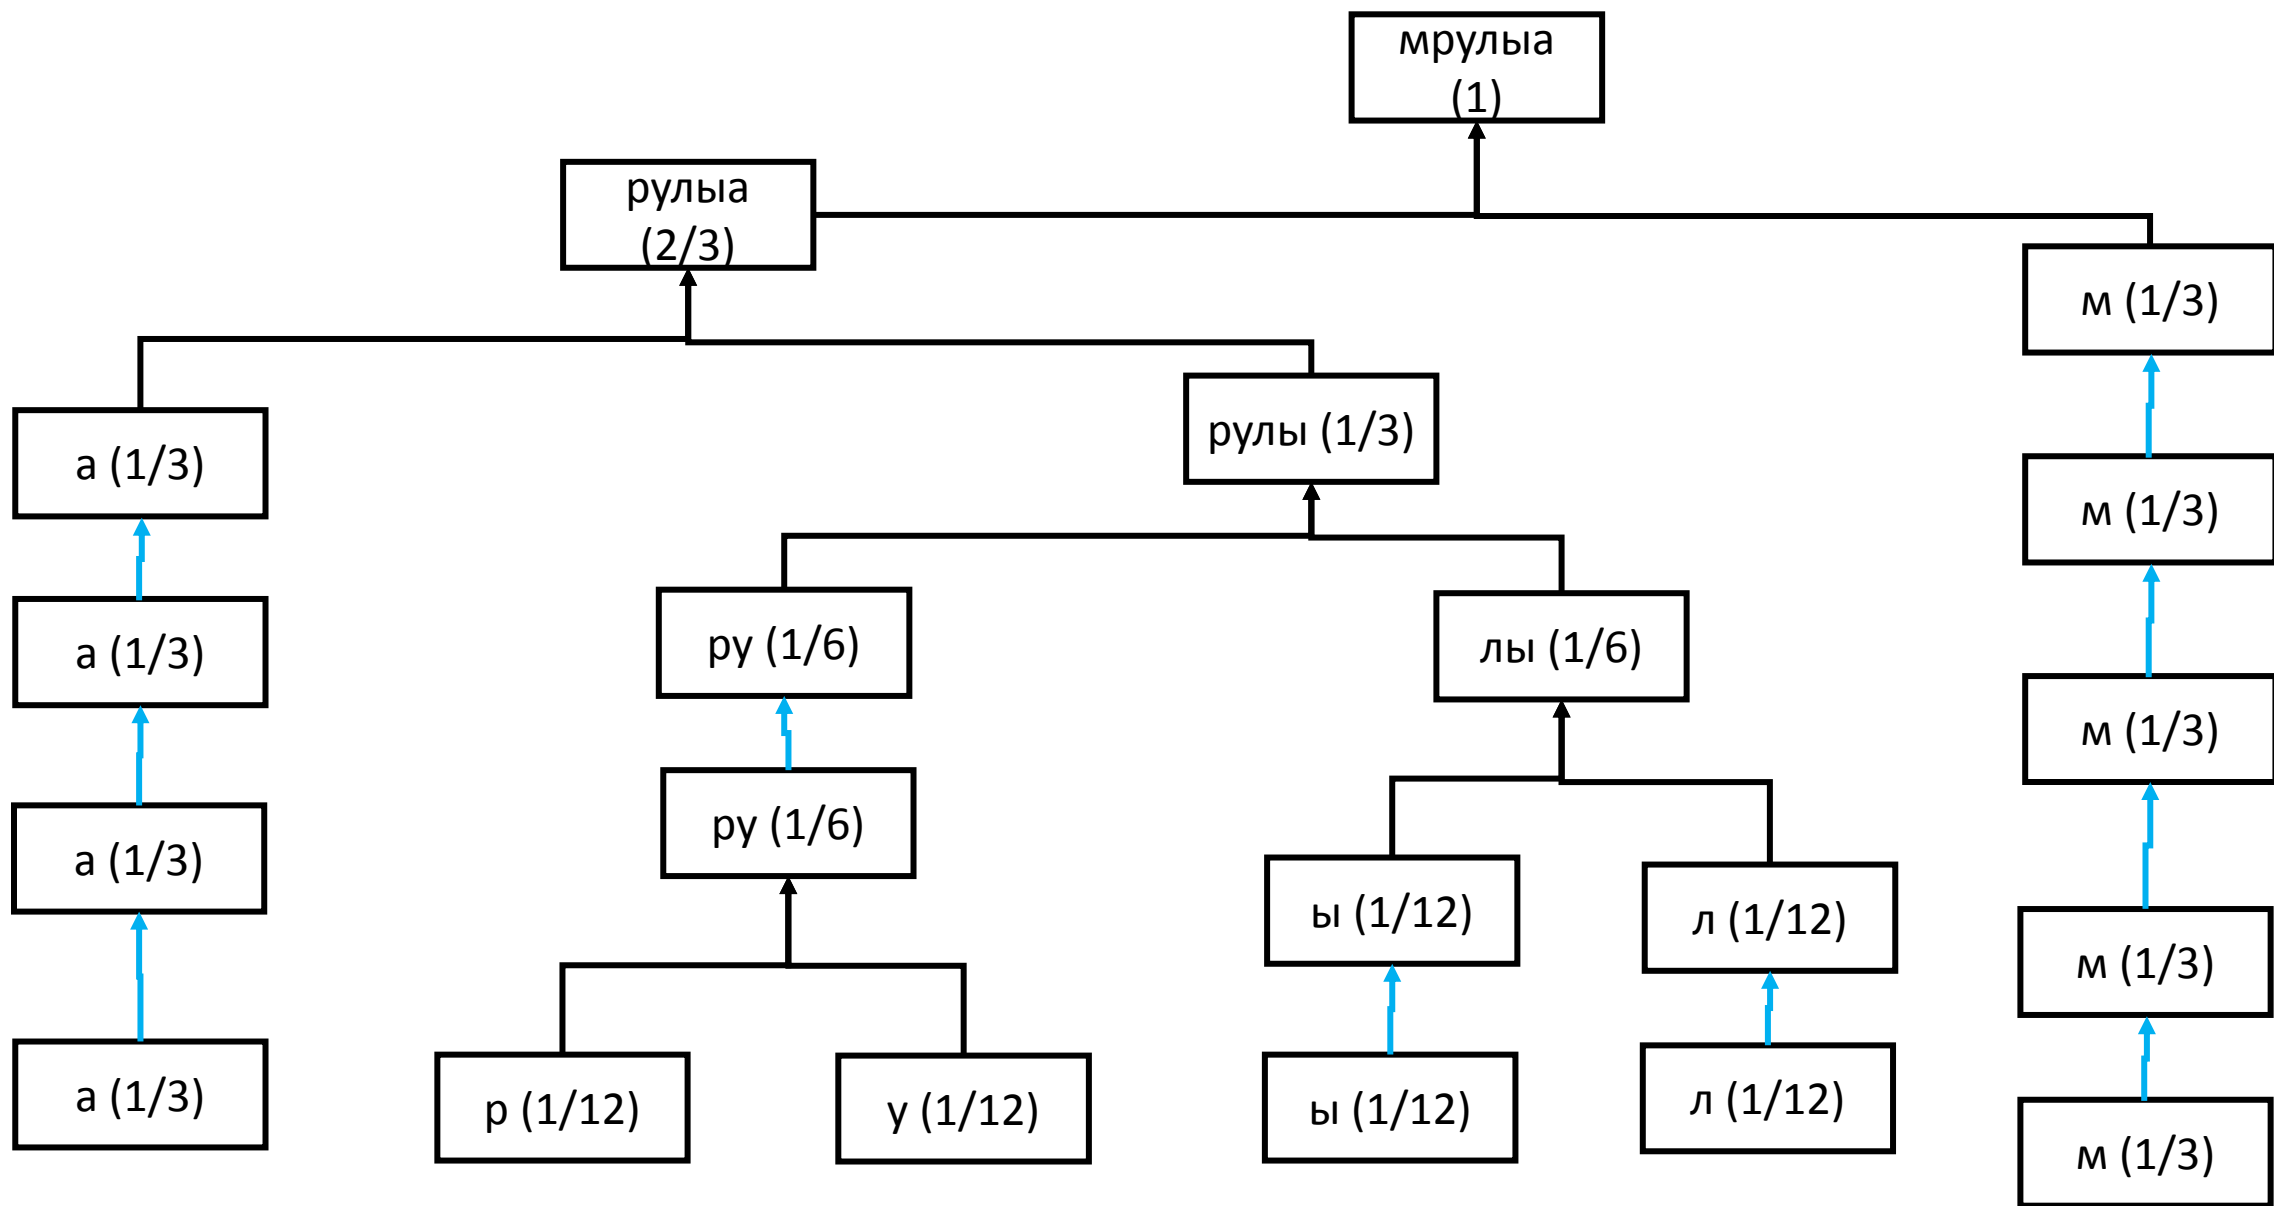 мрулыа
(1)
рулыа
(2/3)
м (1/3)
рулы (1/3)
а (1/3)
м (1/3)
ру (1/6)
лы (1/6)
а (1/3)
м (1/3)
ру (1/6)
а (1/3)
ы (1/12)
л (1/12)
м (1/3)
а (1/3)
р (1/12)
у (1/12)
ы (1/12)
л (1/12)
м (1/3)